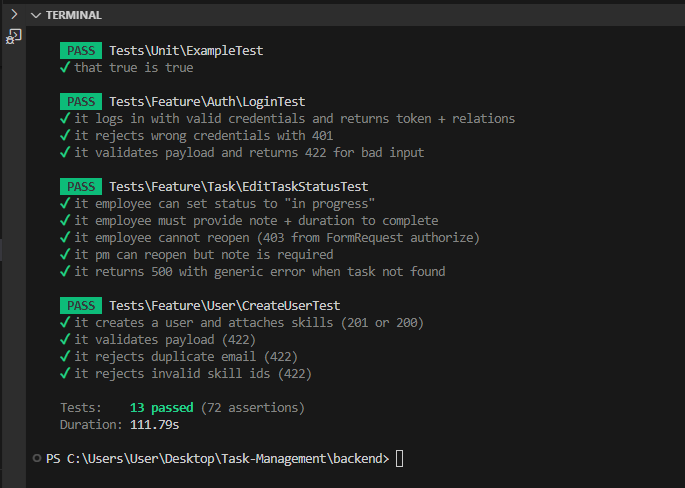 TERMINAL
PASS Tests\Unit\ExampleTest
✓ that true is true
PASS Tests\Feature\Auth\LoginTest
✓ it logs in with valid credentials and returns token + relations
✓ it rejects wrong credentials with 401
✓ it validates payload and returns 422 for bad input
PASS Tests\Feature\Task\EditTaskStatusTest
✓ it employee can set status to "in progress"
✓ it employee must provide note + duration to complete
✓ it employee cannot reopen (403 from FormRequest authorize)
✓ it pm can reopen but note is required
✓ it returns 500 with generic error when task not found
PASS Tests\Feature\User\CreateUserTest
✓ it creates a user and attaches skills (201 or 200)
✓ it validates payload (422)
✓ it rejects duplicate email (422)
✓ it rejects invalid skill ids (422)
Tests: 13 passed (72 assertions)
Duration: 111.79s
PS C:\Users\User\Desktop\Task-Management\backend>